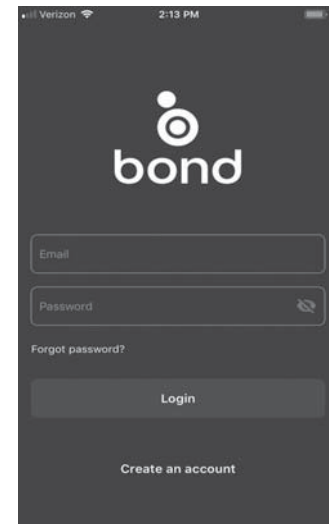 Verizon 2:13 PM
bond
Email
Password
Forgot password?
Login
Create an account